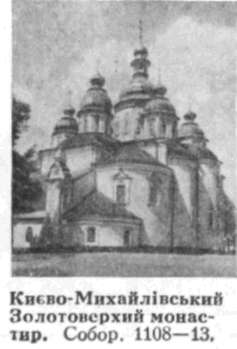 Києво-Михайлівський
Золотоверхий монас-
тир. Собор. 1108—13.